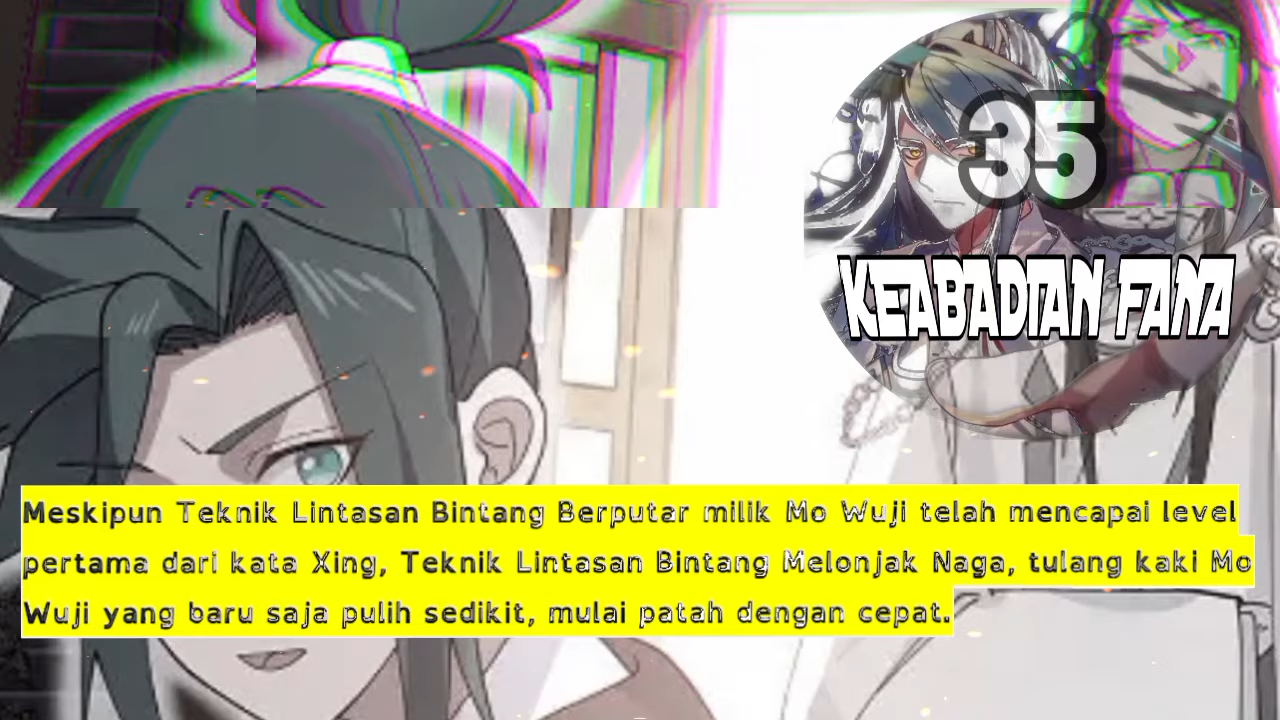 35
KEABADIAN FANA
Meskipun Teknik Lintasan Bintang Berputar milik Mo Wuji telah mencapai level
pertama dari kata Xing, Teknik Lintasan Bintang Melonjak Naga, tulang kaki Mo
Wuji yang baru saja pulih sedikit, mulai patah dengan cepat.